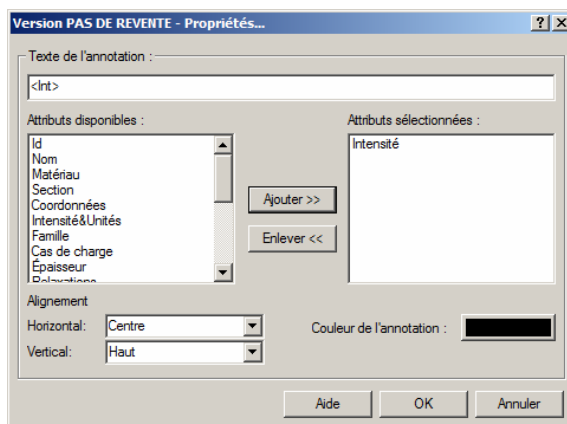 Version PAS DE REVENTE - Propriétés...
Texte de l'annotation :
<Int>
Attributs disponibles :
Id
Nom
Matériau
Section
Coordonnées
Intensité&Unités
Famille
Cas de charge
Épaisseur
Relaxations
Ajouter >>
Enlever <<
Attributs sélectionnées :
Intensité
Alignement
Horizontal: Centre
Vertical: Haut
Couleur de l'annotation :
Aide OK Annuler